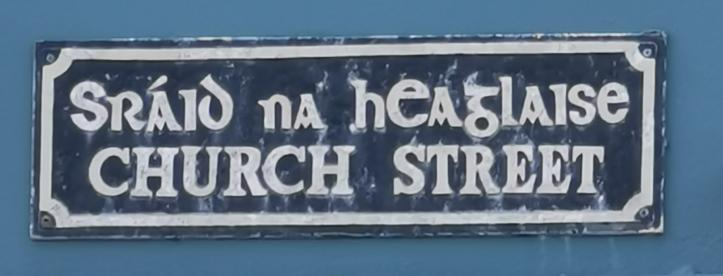 Sráid na heaglaise
CHURCH STREET